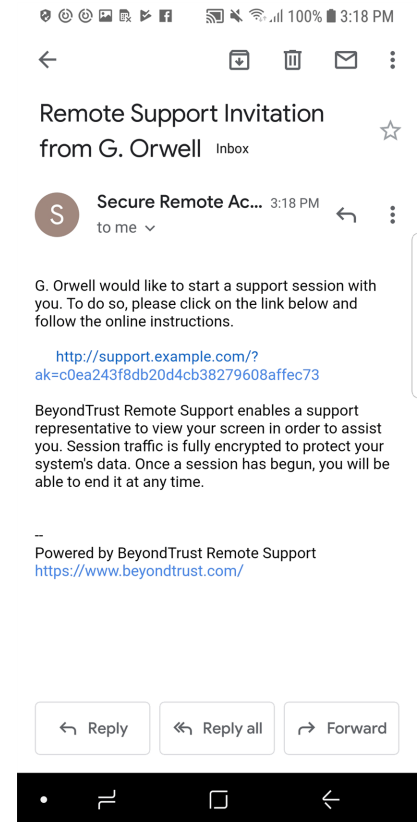 100% 3:18 PM
Remote Support Invitation
from G. Orwell Inbox
S
Secure Remote Ac... 3:18 PM
to me
G. Orwell would like to start a support session with
you. To do so, please click on the link below and
follow the online instructions.
http://support.example.com/?
ak=c0ea243f8db20d4cb38279608affec73
BeyondTrust Remote Support enables a support
representative to view your screen in order to assist
you. Session traffic is fully encrypted to protect your
system's data. Once a session has begun, you will be
able to end it at any time.
--
Powered by BeyondTrust Remote Support
https://www.beyondtrust.com/
Reply Reply all Forward